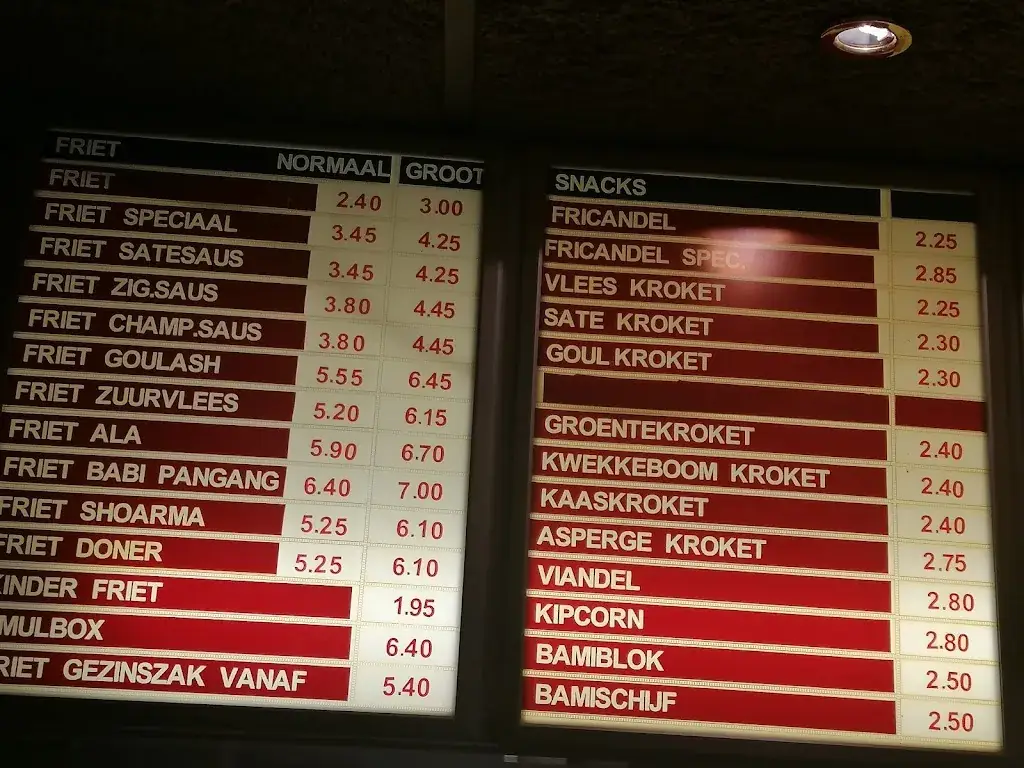 FRIET NORMAAL GROOT
FRIET 2.40 3.00
FRIET SPECIAAL 3.45 4.25
FRIET SATESAUS 3.45 4.25
FRIET ZIG.SAUS 3.80 4.45
FRIET CHAMP.SAUS 3.80 4.45
FRIET GOULASH 5.55 6.45
FRIET ZUURVLEES 5.20 6.15
FRIET ALA 5.90 6.70
FRIET BABI PANGANG 6.40 7.00
FRIET SHOARMA 5.25 6.10
FRIET DONER 5.25 6.10
KINDER FRIET 1.95
MULBOX 6.40
RIET GEZINSZAK VANAF 5.40
SNACKS
FRICANDEL 2.25
FRICANDEL SPEC. 2.85
VLEES KROKET 2.25
SATE KROKET 2.30
GOUL KROKET 2.30
GROENTEKROKET 2.40
KWEKKEBOOM KROKET 2.40
KAASKROKET 2.40
ASPERGE KROKET 2.75
VIANDEL 2.80
KIPCORN 2.80
BAMIBLOK 2.50
BAMISCHIJF 2.50